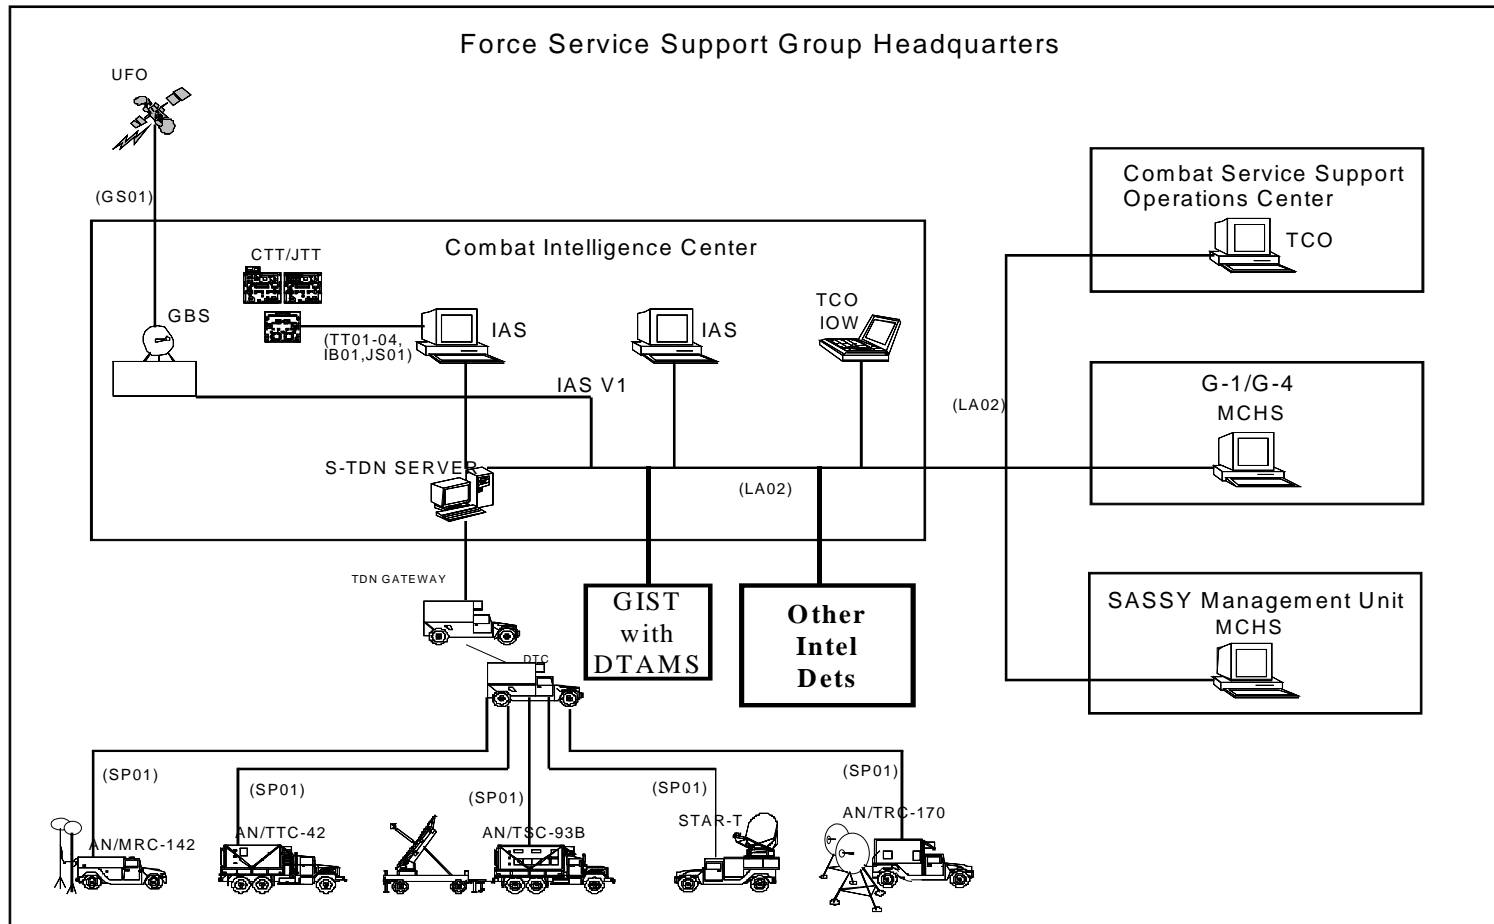 Force Service Support Group Headquarters
UFO
(GS01)
Combat Intelligence Center
CTT/JTT
GBS
(TT01-04,
IB01,JS01)
IAS
IAS
TCO
IOW
IAS V1
S-TDN SERVER
(LA02)
(LA02)
Combat Service Support
Operations Center
TCO
G-1/G-4
MCHS
SASSY Management Unit
MCHS
TDN GATEWAY
DTC
GIST
with
DTAMS
Other
Intel
Dets
(SP01)
(SP01)
(SP01)
(SP01)
(SP01)
AN/MRC-142
AN/TTC-42
AN/TSC-93B
STAR-T
AN/TRC-170